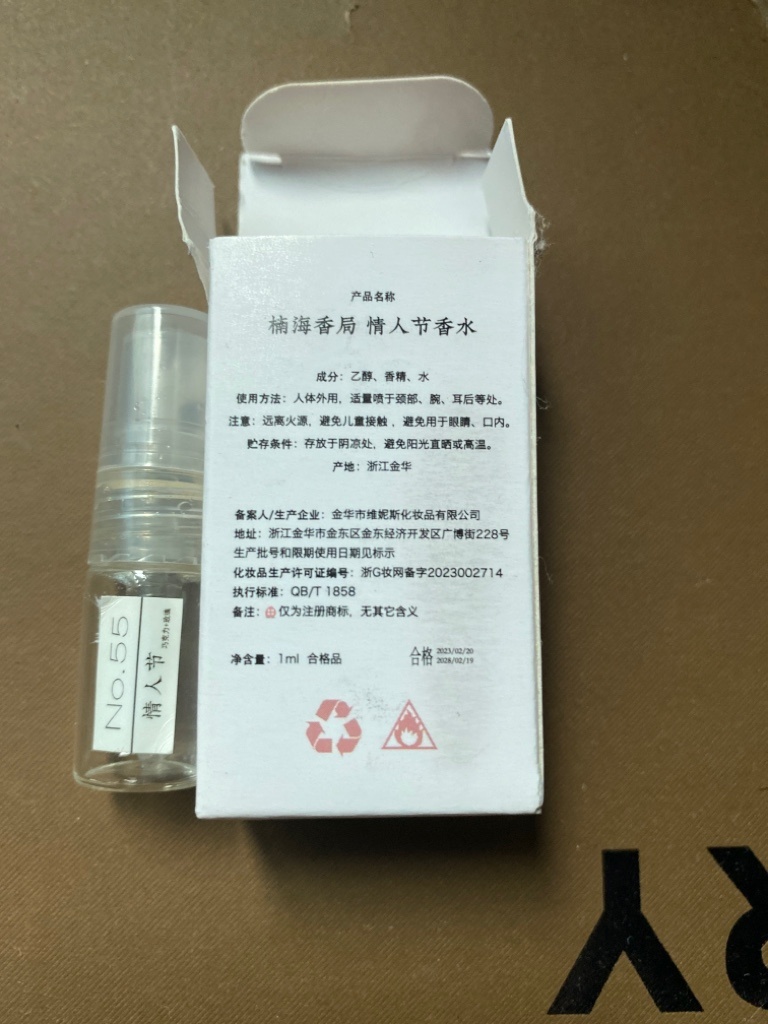 产品名称
楠海香局 情人节香水
成分：乙醇、香精、水
使用方法：人体外用，适量喷于颈部、腕、耳后等处。
注意：远离火源，避免儿童接触，避免用于眼睛、口内。
贮存条件：存放于阴凉处，避免阳光直晒或高温。
产地：浙江金华
备案人/生产企业：金华市维妮斯化妆品有限公司
地址：浙江金华市金东区金东经济开发区广博街228号
生产批号和限期使用日期见标示
化妆品生产许可证编号：浙G妆网备字2023002714
执行标准：QB/T 1858
备注：仅为注册商标，无其它含义
净含量：1ml 合格品
合格 2023/02/20
2028/02/19
No.55
情人节
巧克力+玫瑰
RY